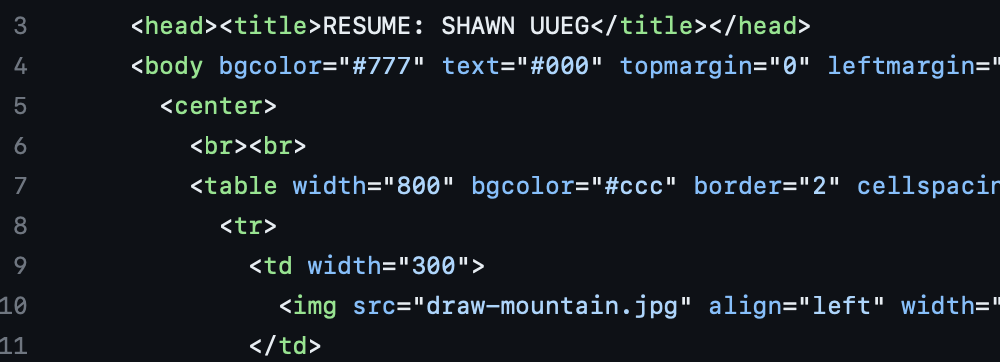 3 <head><title>RESUME: SHAWN UUEG</title></head>
4 <body bgcolor="#777" text="#000" topmargin="0" leftmargin="
5 <center>
6 <br><br>
7 <table width="800" bgcolor="#ccc" border="2" cellspacin
8 <tr>
9 <td width="300">
10 <img src="draw-mountain.jpg" align="left" width="
11 </td>